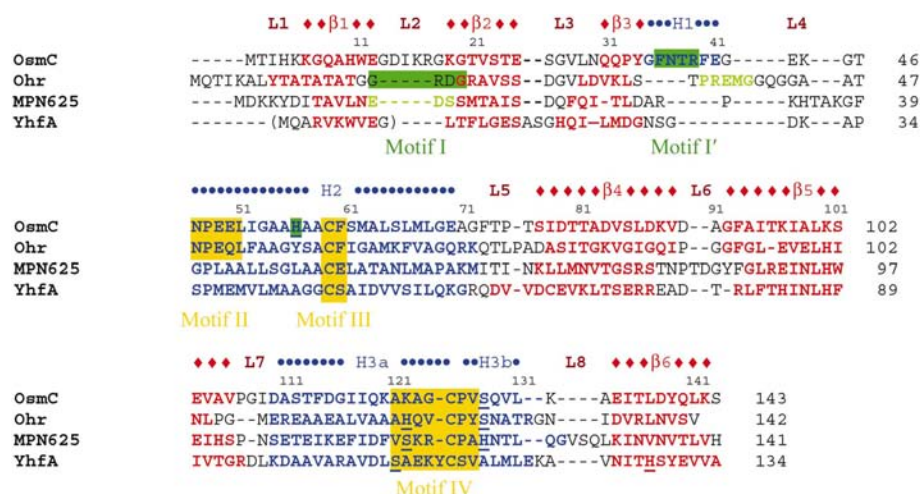 L1 ♦♦β1♦♦ L2 ♦♦β2♦♦ L3 ♦♦β3♦ •••H1•• L4
11 21 31 41
OsmC -----MTIHKKGQAHWEGDIKRGKGTVSTE--SGVLNQQPYGFNTRFEG-----EK---GT 46
Ohr MQTIKALYTATATATGG-----RDGRAVSS--DGVLDVKLS----TPREMGGQGGA--AT 47
MPN625 ----MDKKYDITAVLNE-----DSSMTAIS--DQFQI-TLDAR-----P----KHTAKGF 39
YhfA ------(MQARVKWVEG)----LTFLGESASGHQI-LMDGNSG---------DK---AP 34
Motif I Motif I′
•••••••••••• H2 •••••••••• L5 ♦♦♦♦♦♦β4♦♦♦♦ L6 ♦♦♦♦♦♦β5♦♦♦
51 61 71 81 91 101
OsmC NPEELIGAAHAACFSMALSLMLGEAGFTP-TSIDTTADVSLDKVD--AGFAITKIALKS 102
Ohr NPEQLFAAGYSACFIGAMKFVAGQRKQTLPADASITGKVGIGQIP--GGFGL-EVELHI 102
MPN625 GPLAALLSGLAACELATANLMAPAKMITI-NKLLMNVTGSRSTNPTDGYFGLREINLHW 97
YhfA SPMEMVLMAAGGCSAIDVVSILQKGRQDV-VDCEVKLTSERREAD--T-RLFTHINLHF 89
Motif II Motif III
♦♦♦ L7 •••••• H3a •••• ••H3b•• L8 ♦♦♦β6♦♦♦
111 121 131 141
OsmC EVAVPGIDASTFDGIIQKAKAG-CPVSQVL--K----AEITLDYQLKS 143
Ohr NLPG--MEREAAEALVAAAHQV-CPYSNATRGN----IDVRLNVSV 142
MPN625 EIHSP-NSETEIKEFIDFVSKR-CPAHNTL--QGVSQLKINVNVTLVH 141
YhfA IVTGRDLKDAAVARAVDLSAEKYCSVALMLEKA----VNITHSYEVVA 134
Motif IV